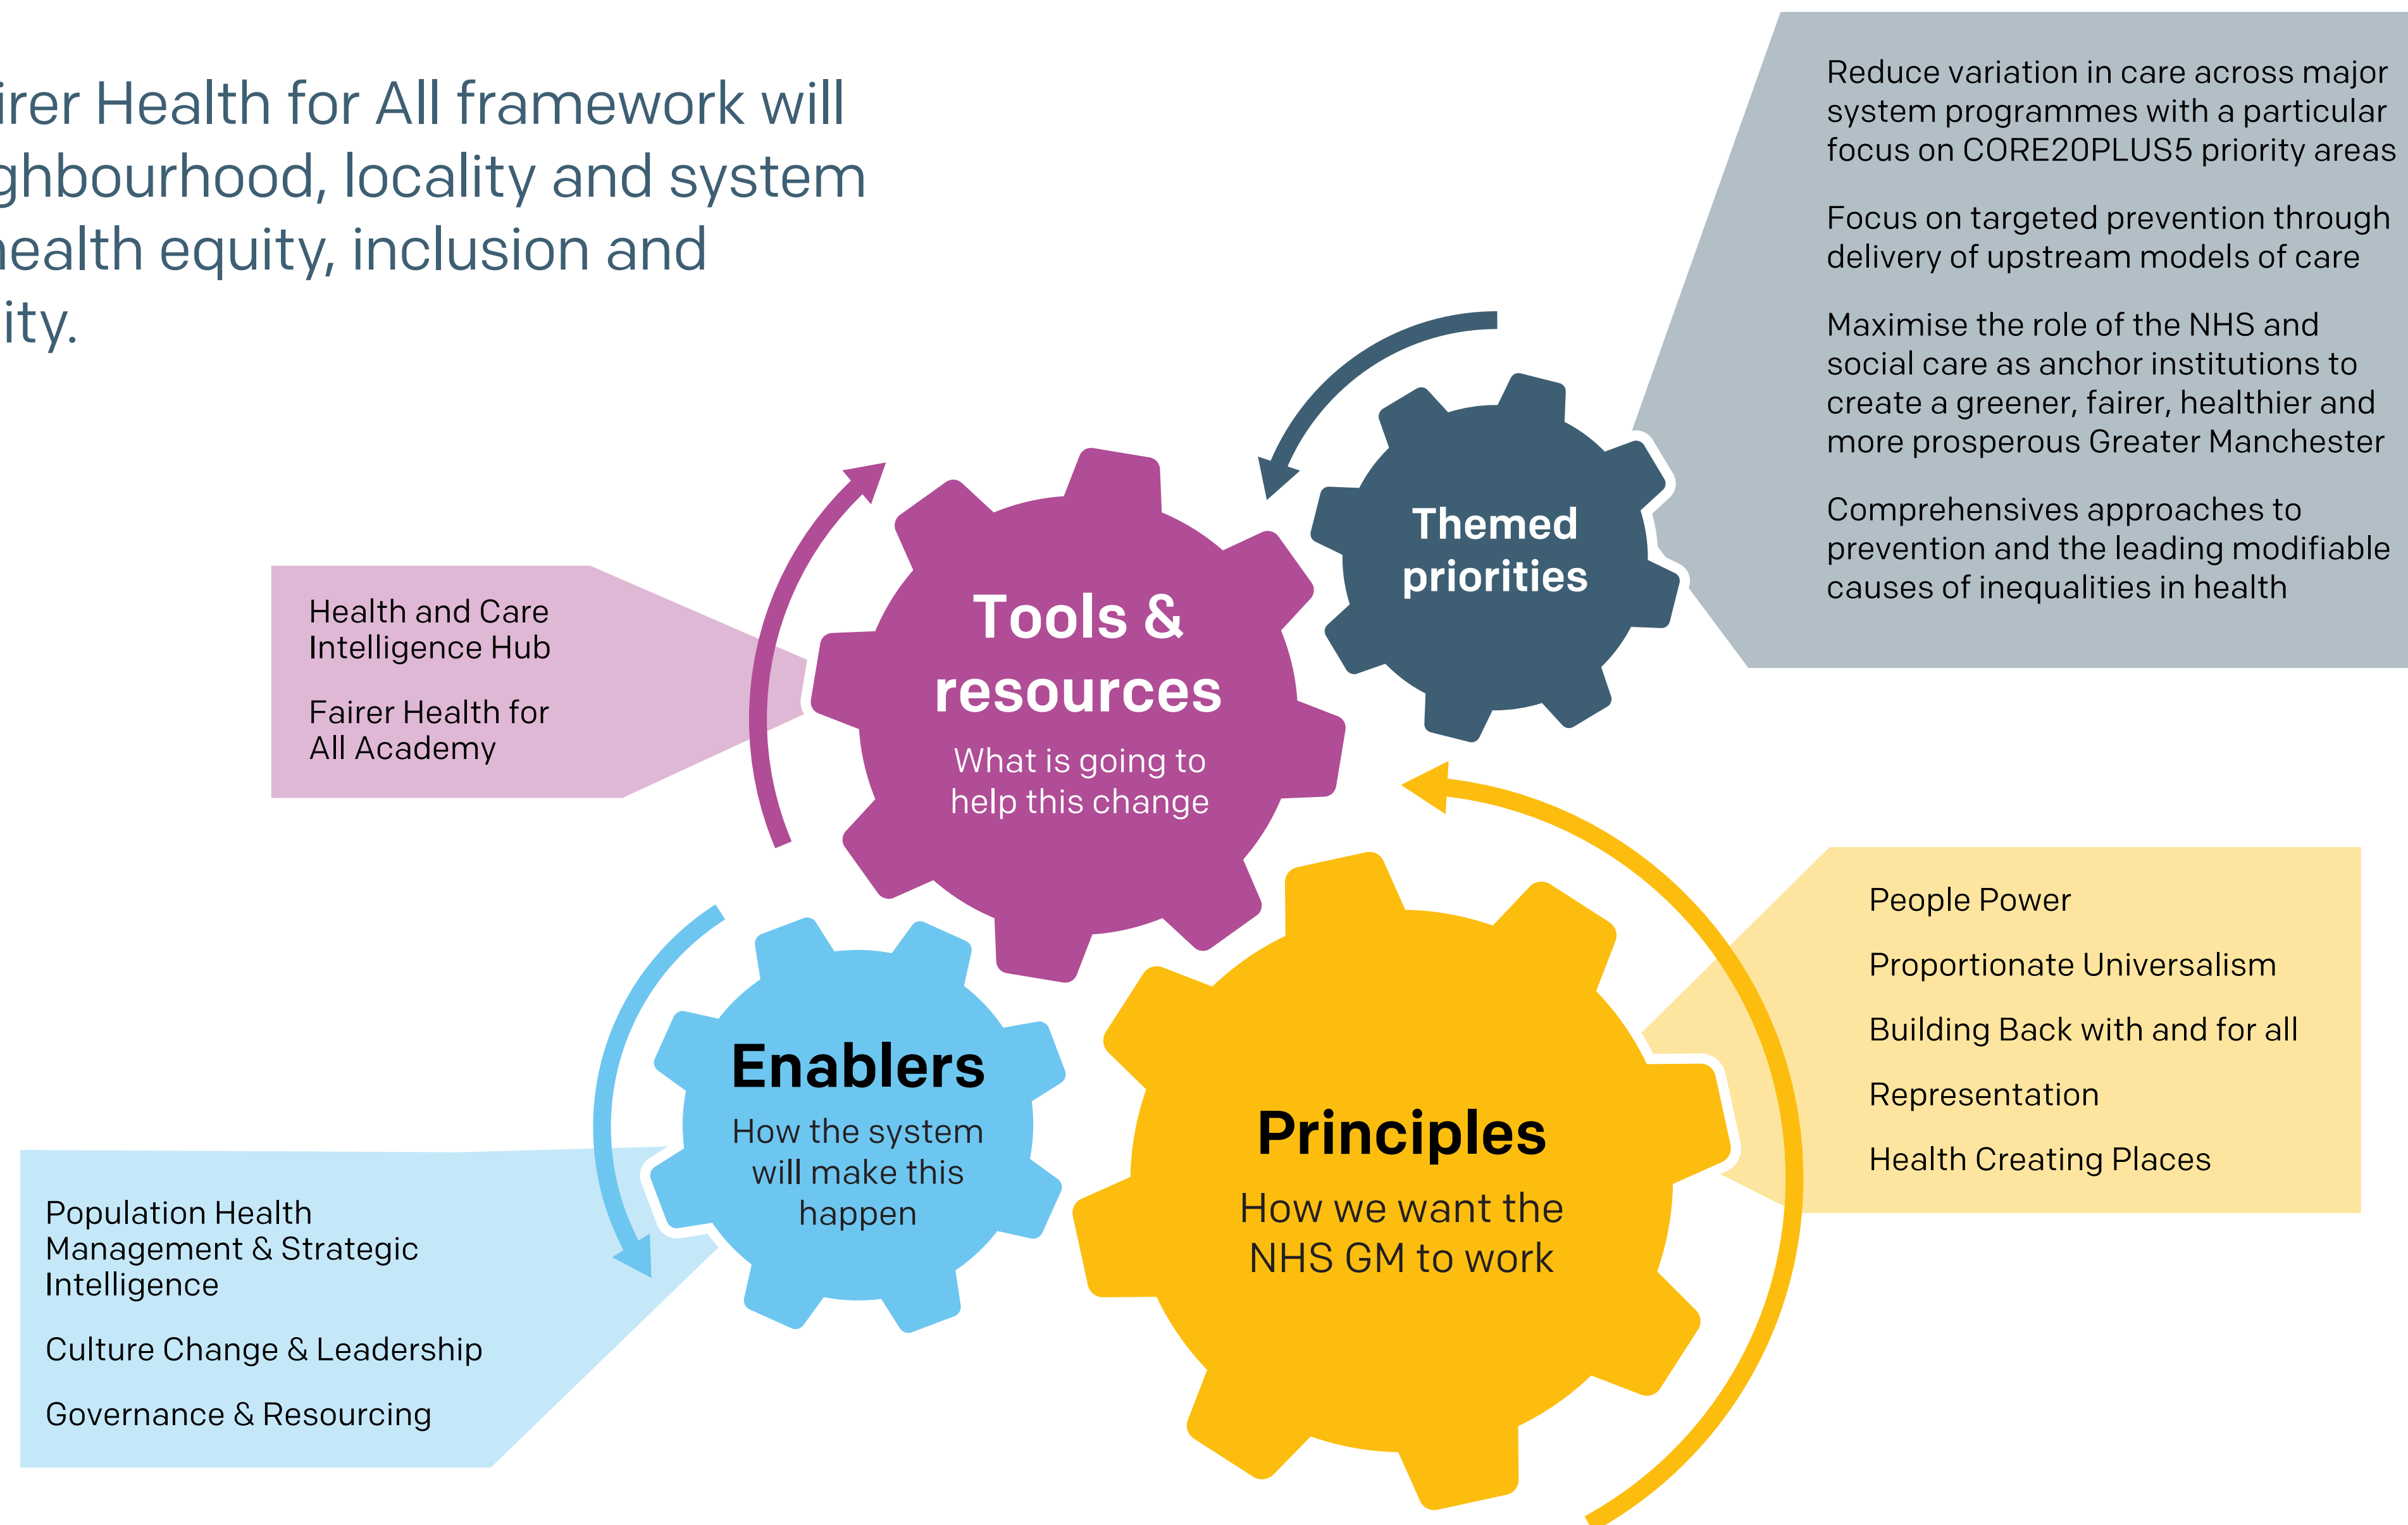 irer Health for All framework will
ghbourhood, locality and system
ealth equity, inclusion and
ity.
Reduce variation in care across major
system programmes with a particular
focus on CORE20PLUS5 priority areas
Focus on targeted prevention through
delivery of upstream models of care
Maximise the role of the NHS and
social care as anchor institutions to
create a greener, fairer, healthier and
more prosperous Greater Manchester
Comprehensives approaches to
prevention and the leading modifiable
causes of inequalities in health
Themed
priorities
Tools &
resources
What is going to
help this change
Health and Care
Intelligence Hub
Fairer Health for
All Academy
Enablers
How the system
will make this
happen
Population Health
Management & Strategic
Intelligence
Culture Change & Leadership
Governance & Resourcing
Principles
How we want the
NHS GM to work
People Power
Proportionate Universalism
Building Back with and for all
Representation
Health Creating Places